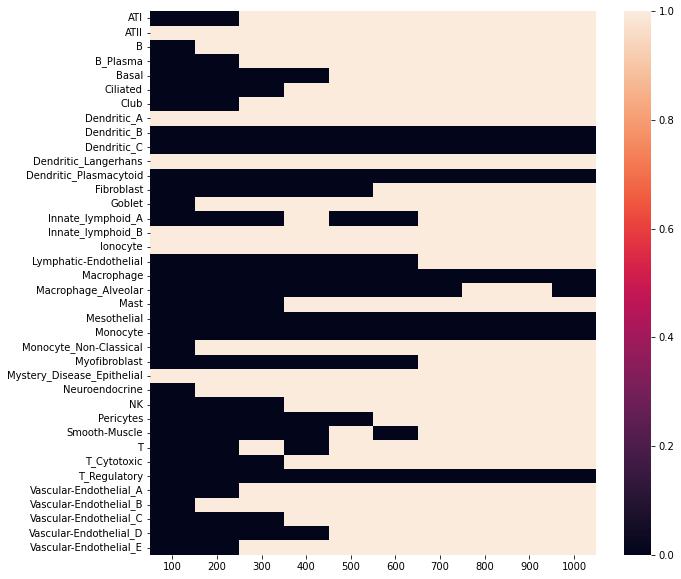 ATI
ATII
B
B_Plasma
Basal
Ciliated
Club
Dendritic_A
Dendritic_B
Dendritic_C
Dendritic_Langerhans
Dendritic_Plasmacytoid
Fibroblast
Goblet
Innate_lymphoid_A
Innate_lymphoid_B
Ionocyte
Lymphatic-Endothelial
Macrophage
Macrophage_Alveolar
Mast
Mesothelial
Monocyte
Monocyte_Non-Classical
Myofibroblast
Mystery_Disease_Epithelial
Neuroendocrine
NK
Pericytes
Smooth-Muscle
T
T_Cytotoxic
T_Regulatory
Vascular-Endothelial_A
Vascular-Endothelial_B
Vascular-Endothelial_C
Vascular-Endothelial_D
Vascular-Endothelial_E
100 200 300 400 500 600 700 800 900 1000
1.0
0.8
0.6
0.4
0.2
0.0